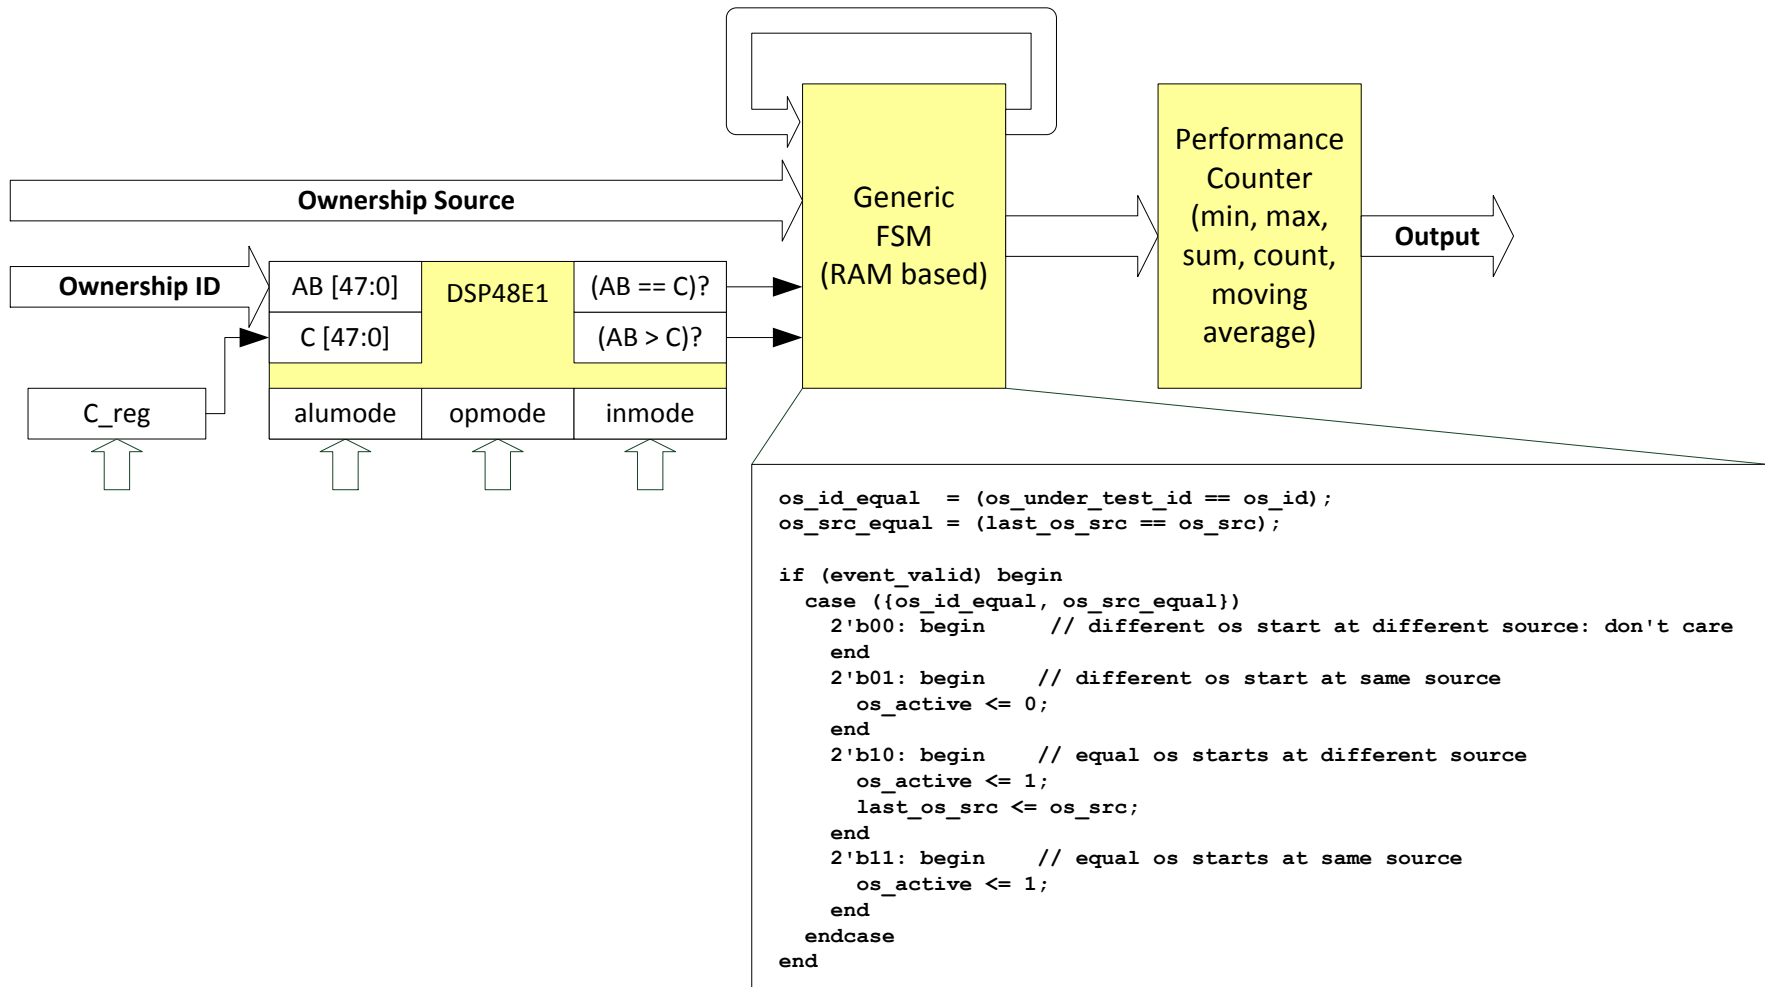 Ownership Source
Ownership ID
AB [47:0]
C [47:0]
DSP48E1
(AB == C)?
(AB > C)?
C_reg
alumode
opmode
inmode
Generic
FSM
(RAM based)
Performance
Counter
(min, max,
sum, count,
moving
average)
Output
os_id_equal  = (os_under_test_id == os_id);
os_src_equal = (last_os_src == os_src);
if (event_valid) begin
  case ({os_id_equal, os_src_equal})
    2'b00: begin     // different os start at different source: don't care
    end
    2'b01: begin    // different os start at same source
      os_active <= 0;
    end
    2'b10: begin    // equal os starts at different source
      os_active <= 1;
      last_os_src <= os_src;
    end
    2'b11: begin    // equal os starts at same source
      os_active <= 1;
    end
  endcase
end